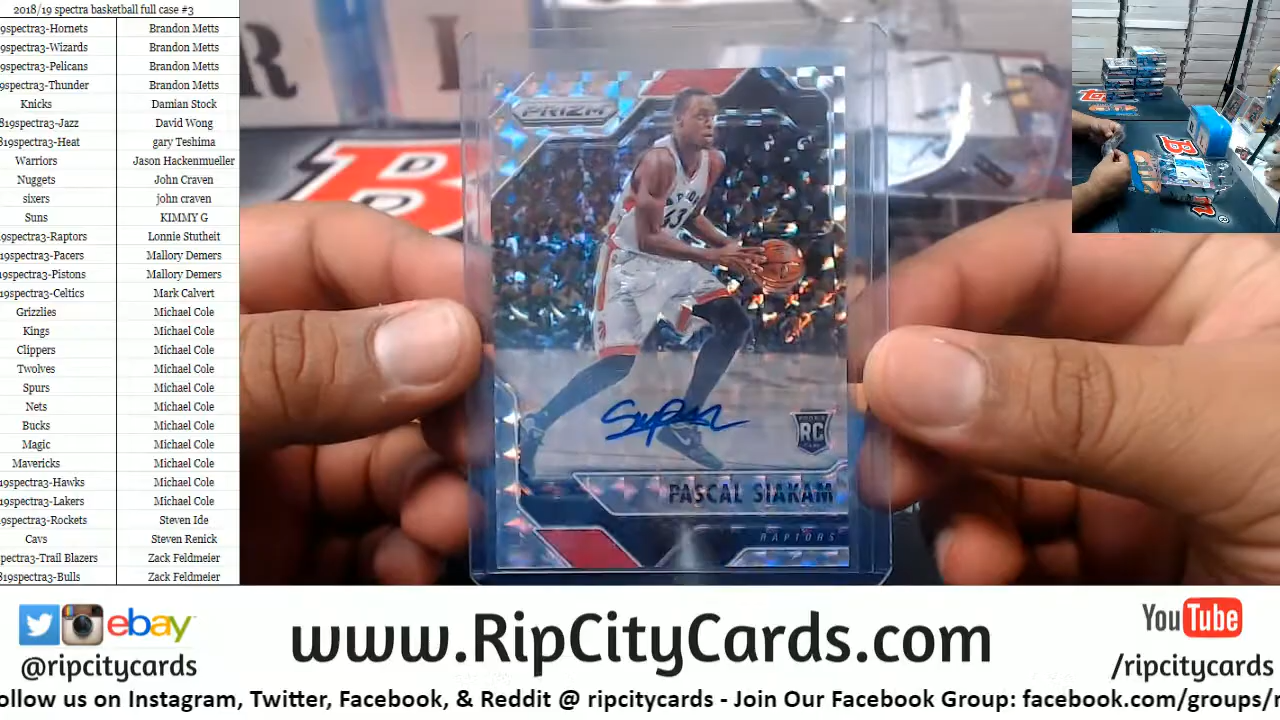 2018/19 spectra basketball full case #3
9spectra3-Hornets Brandon Metts
9spectra3-Wizards Brandon Metts
9spectra3-Pelicans Brandon Metts
9spectra3-Thunder Brandon Metts
Knicks Damian Stock
819spectra3-Jazz David Wong
819spectra3-Heat gary Teshima
Warriors Jason Hackenmueller
Nuggets John Craven
sixers john craven
Suns KIMMY G
19spectra3-Raptors Lonnie Stutheit
19spectra3-Pacers Mallory Demers
19spectra3-Pistons Mallory Demers
19spectra3-Celtics Mark Calvert
Grizzlies Michael Cole
Kings Michael Cole
Clippers Michael Cole
Twolves Michael Cole
Spurs Michael Cole
Nets Michael Cole
Bucks Michael Cole
Magic Michael Cole
Mavericks Michael Cole
19spectra3-Hawks Michael Cole
19spectra3-Lakers Michael Cole
9spectra3-Rockets Steven Ide
Cavs Steven Renick
pectra3-Trail Blazers Zack Feldmeier
819spectra3-Bulls Zack Feldmeier
PRIZM
RC
PASCAL SIAKAM
RAPTORS
ebay
@ripcitycards
www.RipCityCards.com
YouTube
/ripcitycards
ollow us on Instagram, Twitter, Facebook, & Reddit @ ripcitycards - Join Our Facebook Group: facebook.com/groups/r